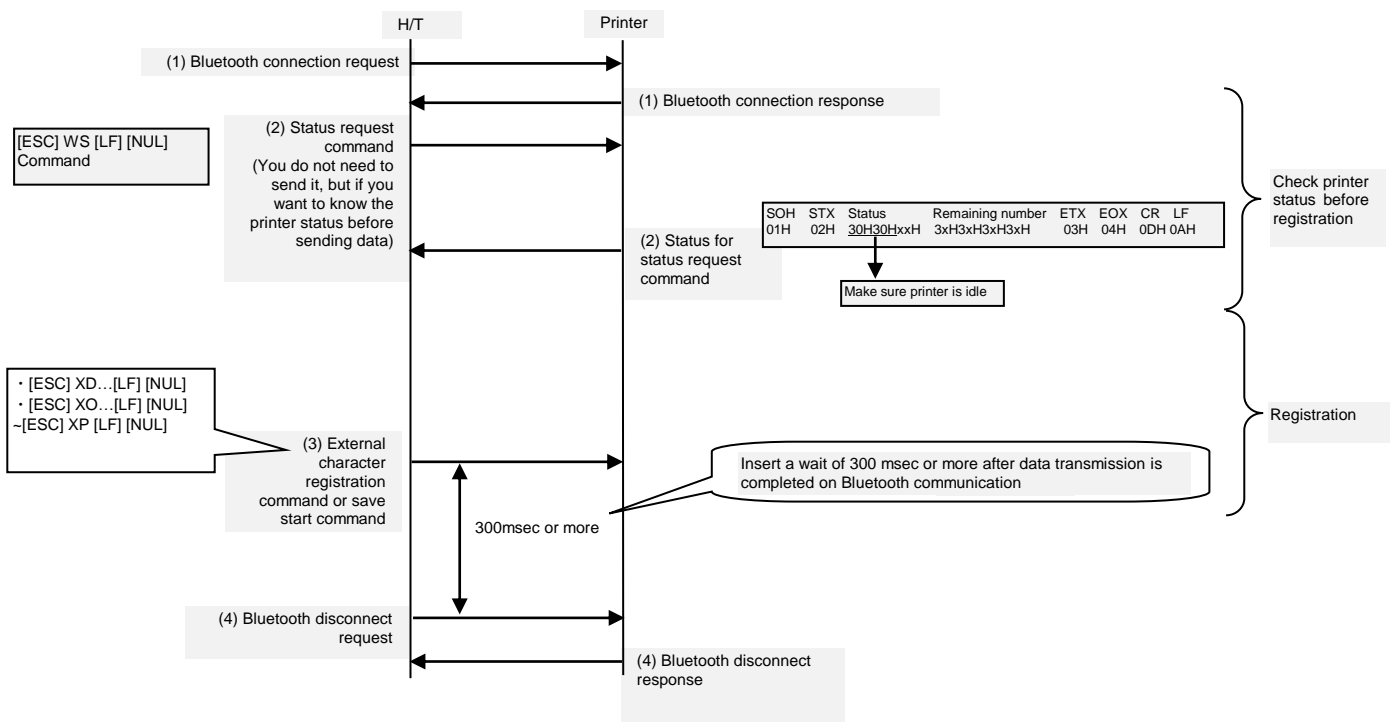 H/T
Printer
(1) Bluetooth connection request
(1) Bluetooth connection response
[ESC] WS [LF] [NUL]
Command
(2) Status request
command
(You do not need to
send it, but if you
want to know the
printer status before
sending data)
SOH STX Status Remaining number ETX EOX CR LF
01H 02H 30H30HxxH 3xH3xH3xH3xH 03H 04H 0DH 0AH
(2) Status for
status request
command
Make sure printer is idle
Check printer
status before
registration
・[ESC] XD…[LF] [NUL]
・[ESC] XO…[LF] [NUL]
~[ESC] XP [LF] [NUL]
(3) External
character
registration
command or save
start command
Insert a wait of 300 msec or more after data transmission is
completed on Bluetooth communication
300msec or more
Registration
(4) Bluetooth disconnect
request
(4) Bluetooth disconnect
response